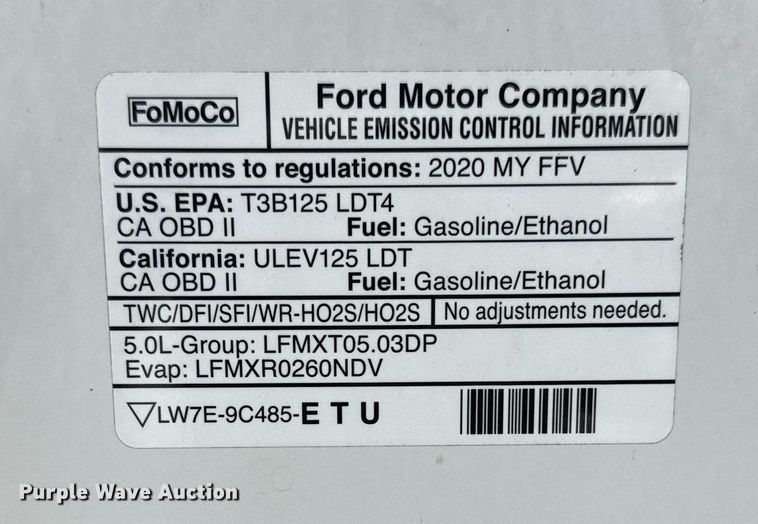 FoMoCo
Ford Motor Company
VEHICLE EMISSION CONTROL INFORMATION
Conforms to regulations: 2020 MY FFV
U.S. EPA: T3B125 LDT4
CA OBD II Fuel: Gasoline/Ethanol
California: ULEV125 LDT
CA OBD II Fuel: Gasoline/Ethanol
TWC/DFI/SFI/WR-HO2S/HO2S No adjustments needed.
5.0L-Group: LFMXT05.03DP
Evap: LFMXR0260NDV
▽LW7E-9C485-E T U
Purple Wave Auction